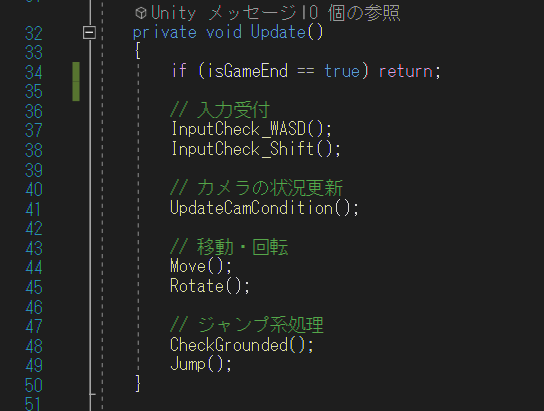 Unity メッセージ|0 個の参照
32 private void Update()
33 {
34 if (isGameEnd == true) return;
35
36 // 入力受付
37 InputCheck_WASD();
38 InputCheck_Shift();
39
40 // カメラの状況更新
41 UpdateCamCondition();
42
43 // 移動・回転
44 Move();
45 Rotate();
46
47 // ジャンプ系処理
48 CheckGrounded();
49 Jump();
50 }
51